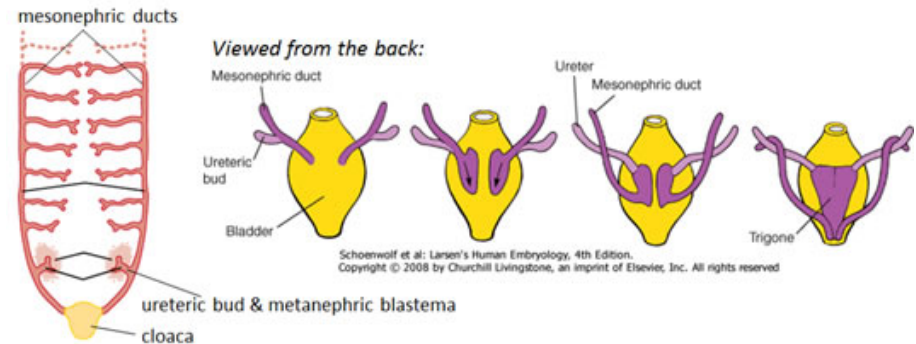 mesonephric ducts
Viewed from the back:
Mesonephric duct
Ureteric
bud
Bladder
Ureter
Mesonephric duct
Trigone
Schoenwolf et al: Larsen's Human Embryology, 4th Edition.
Copyright © 2008 by Churchill Livingstone, an imprint of Elsevier, Inc. All rights reserved
ureteric bud & metanephric blastema
cloaca